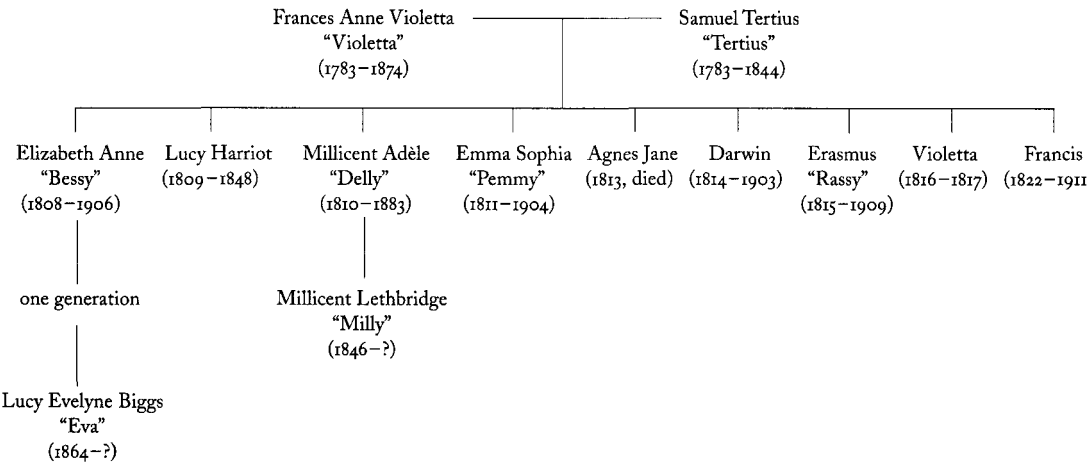 Frances Anne Violetta
"Violetta"
(1783–1874)
Samuel Tertius
"Tertius"
(1783–1844)
Elizabeth Anne
"Bessy"
(1808–1906)
Lucy Harriot
(1809–1848)
Millicent Adèle
"Delly"
(1810–1883)
Emma Sophia
"Pemmy"
(1811–1904)
Agnes Jane
(1813, died)
Darwin
(1814–1903)
Erasmus
"Rassy"
(1815–1909)
Violetta
(1816–1817)
Francis
(1822–1911
one generation
Millicent Lethbridge
"Milly"
(1846–?)
Lucy Evelyne Biggs
"Eva"
(1864–?)